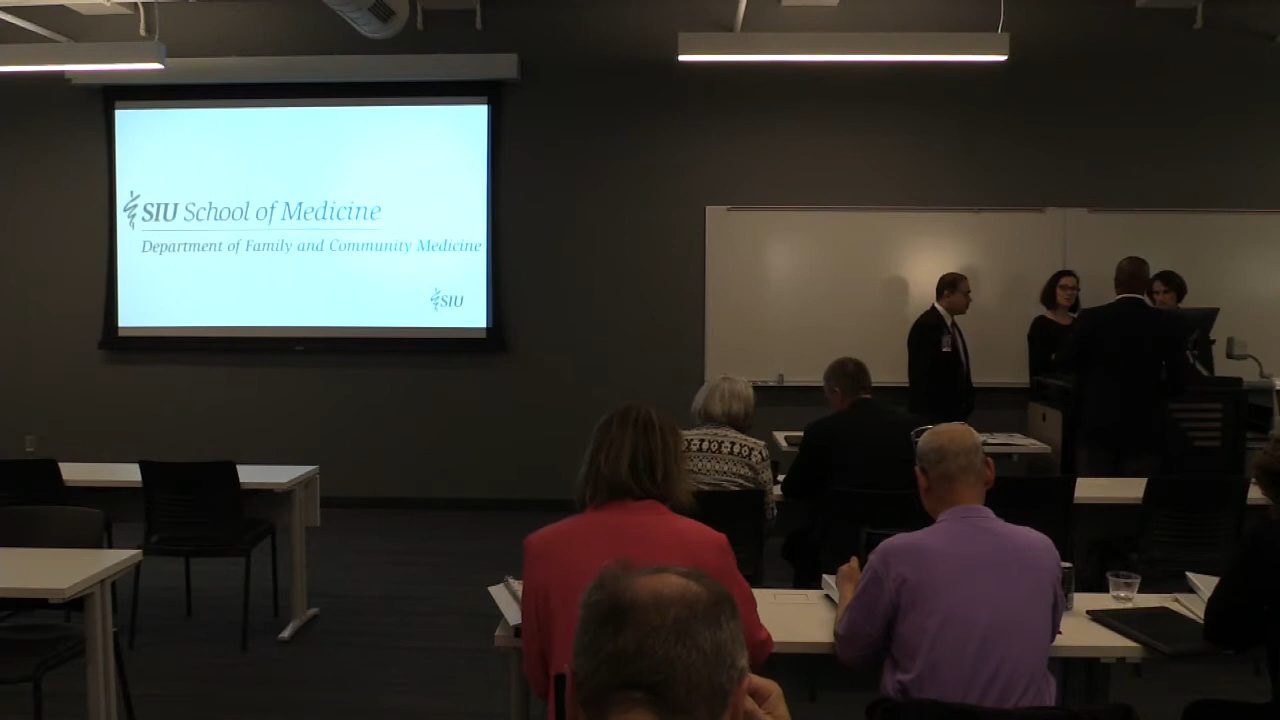 SIU School of Medicine
Department of Family and Community Medicine
SIU